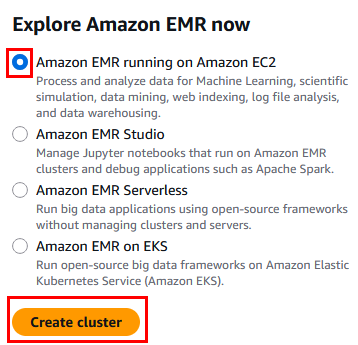 Explore Amazon EMR now
Amazon EMR running on Amazon EC2
Process and analyze data for Machine Learning, scientific
simulation, data mining, web indexing, log file analysis,
and data warehousing.
Amazon EMR Studio
Manage Jupyter notebooks that run on Amazon EMR
clusters and debug applications such as Apache Spark.
Amazon EMR Serverless
Run big data applications using open-source frameworks
without managing clusters and servers.
Amazon EMR on EKS
Run open-source big data frameworks on Amazon Elastic
Kubernetes Service (Amazon EKS).
Create cluster